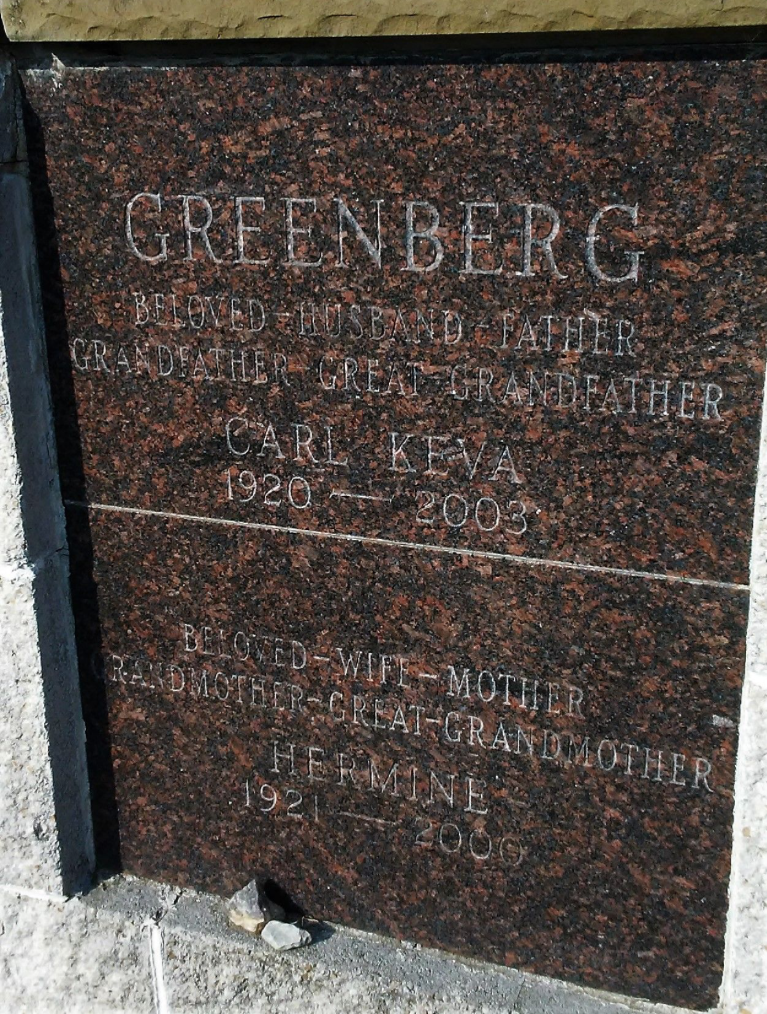 GREENBERG
BELOVED - HUSBAND - FATHER
GRANDFATHER GREAT-GRANDFATHER
CARL KEVA
1920 — 2003
BELOVED-WIFE-MOTHER
GRANDMOTHER-GREAT-GRANDMOTHER
HERMINE
1921 — 2000